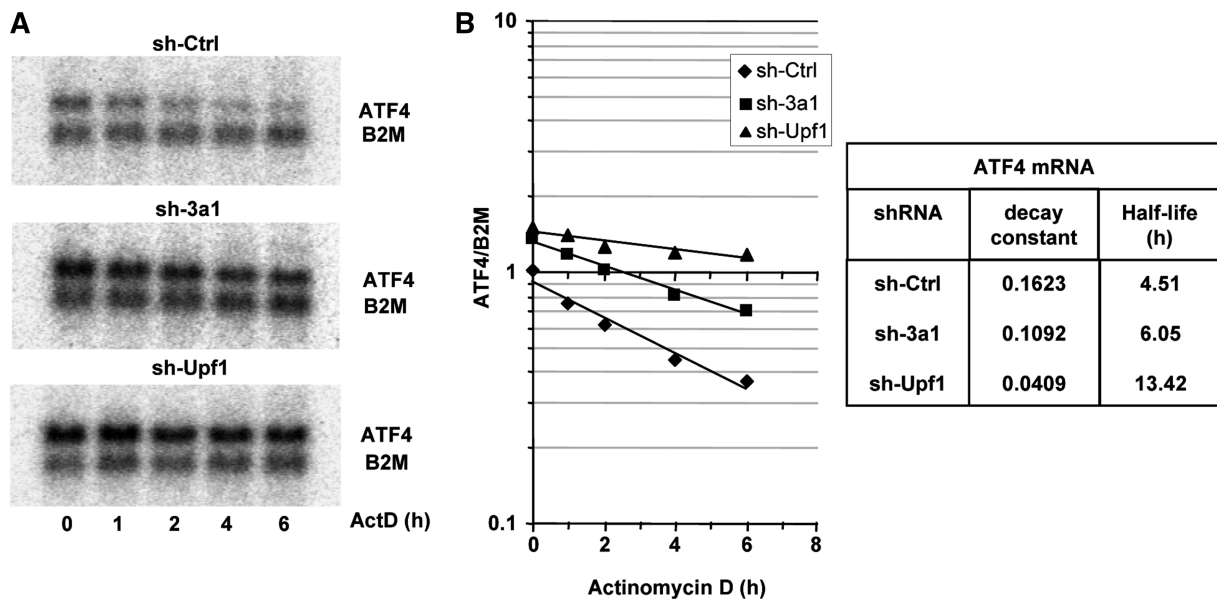 A
sh-Ctrl
ATF4
B2M
sh-3a1
ATF4
B2M
sh-Upf1
ATF4
B2M
0 1 2 4 6 ActD (h)
B
10
1
0.1
ATF4/B2M
0 2 4 6 8
Actinomycin D (h)
sh-Ctrl
sh-3a1
sh-Upf1
ATF4 mRNA
shRNA decay constant Half-life (h)
sh-Ctrl 0.1623 4.51
sh-3a1 0.1092 6.05
sh-Upf1 0.0409 13.42